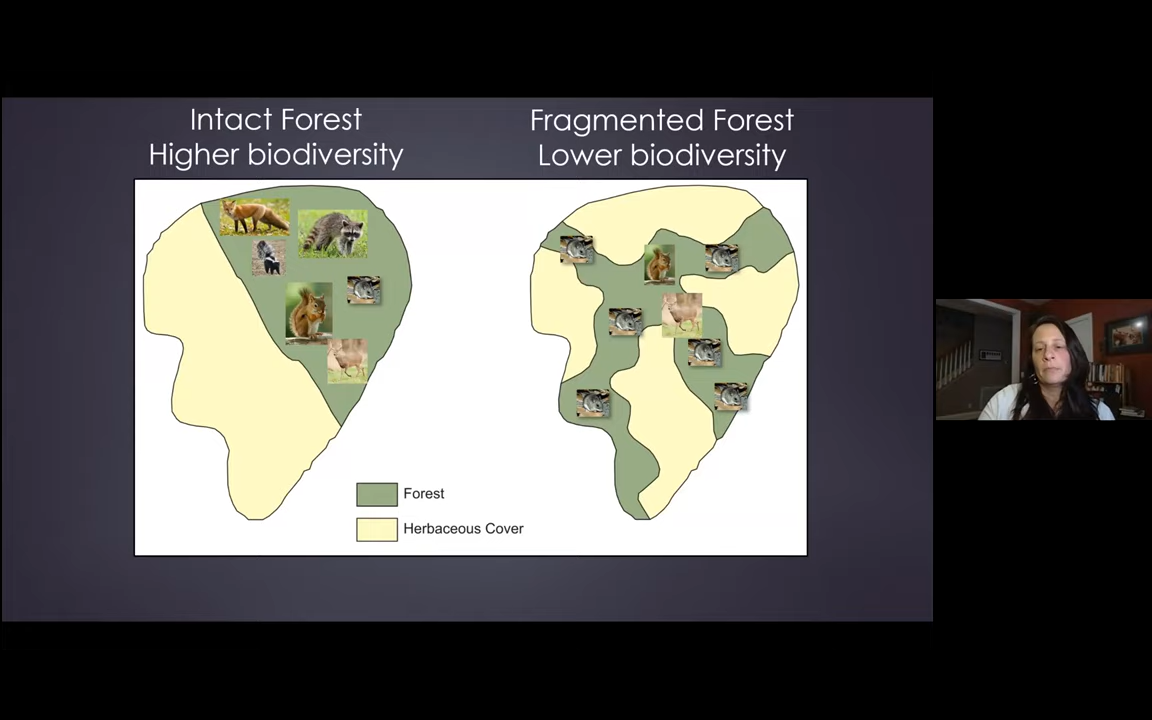 Intact Forest
Higher biodiversity
Fragmented Forest
Lower biodiversity
Forest
Herbaceous Cover